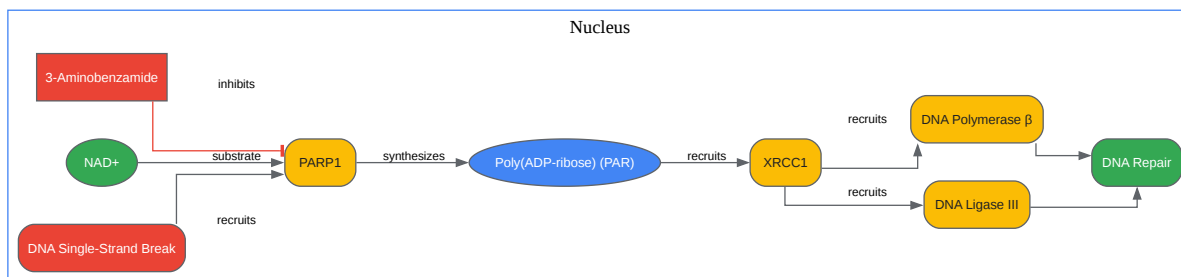 Nucleus
3-Aminobenzamide
inhibits
NAD+
substrate
PARP1
synthesizes
Poly(ADP-ribose) (PAR)
recruits
XRCC1
recruits
DNA Polymerase β
DNA Repair
recruits
DNA Ligase III
recruits
DNA Single-Strand Break